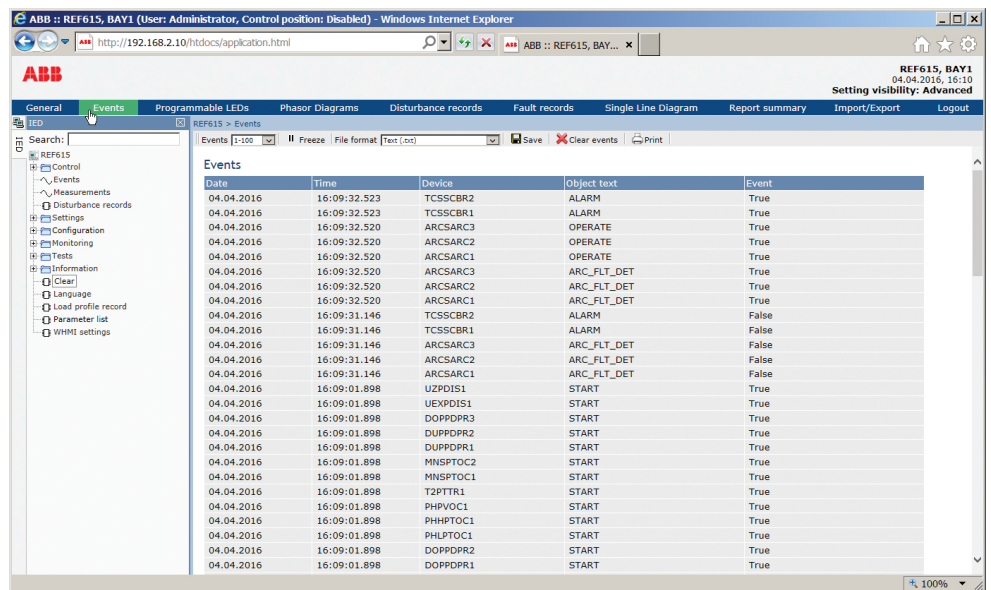 ABB :: REF615, BAY1 (User: Administrator, Control position: Disabled) - Windows Internet Explorer
ABB http://192.168.2.10/htdocs/application.html ABB ABB :: REF615, BAY... ×
ABB
REF615, BAY1
04.04.2016, 16:10
Setting visibility: Advanced
General Events Programmable LEDs Phasor Diagrams Disturbance records Fault records Single Line Diagram Report summary Import/Export Logout
IED
IED
Search:
REF615
Control
Events
Measurements
Disturbance records
Settings
Configuration
Monitoring
Tests
Information
Clear
Language
Load profile record
Parameter list
WHMI settings
REF615 > Events
Events 1-100 Freeze File format Text (.txt) Save Clear events Print
Events
Date Time Device Object text Event
04.04.2016 16:09:32.523 TCSSCBR2 ALARM True
04.04.2016 16:09:32.523 TCSSCBR1 ALARM True
04.04.2016 16:09:32.520 ARCSARC3 OPERATE True
04.04.2016 16:09:32.520 ARCSARC2 OPERATE True
04.04.2016 16:09:32.520 ARCSARC1 OPERATE True
04.04.2016 16:09:32.520 ARCSARC3 ARC_FLT_DET True
04.04.2016 16:09:32.520 ARCSARC2 ARC_FLT_DET True
04.04.2016 16:09:32.520 ARCSARC1 ARC_FLT_DET True
04.04.2016 16:09:31.146 TCSSCBR2 ALARM False
04.04.2016 16:09:31.146 TCSSCBR1 ALARM False
04.04.2016 16:09:31.146 ARCSARC3 ARC_FLT_DET False
04.04.2016 16:09:31.146 ARCSARC2 ARC_FLT_DET False
04.04.2016 16:09:31.146 ARCSARC1 ARC_FLT_DET False
04.04.2016 16:09:01.898 UZPDIS1 START True
04.04.2016 16:09:01.898 UEXPDIS1 START True
04.04.2016 16:09:01.898 DOPPDPR3 START True
04.04.2016 16:09:01.898 DUPPDPR2 START True
04.04.2016 16:09:01.898 DUPPDPR1 START True
04.04.2016 16:09:01.898 MNSPTOC2 START True
04.04.2016 16:09:01.898 MNSPTOC1 START True
04.04.2016 16:09:01.898 T2PTTR1 START True
04.04.2016 16:09:01.898 PHPVOC1 START True
04.04.2016 16:09:01.898 PHHPTOC1 START True
04.04.2016 16:09:01.898 PHLPTOC1 START True
04.04.2016 16:09:01.898 DOPPDPR2 START True
04.04.2016 16:09:01.898 DOPPDPR1 START True
100%